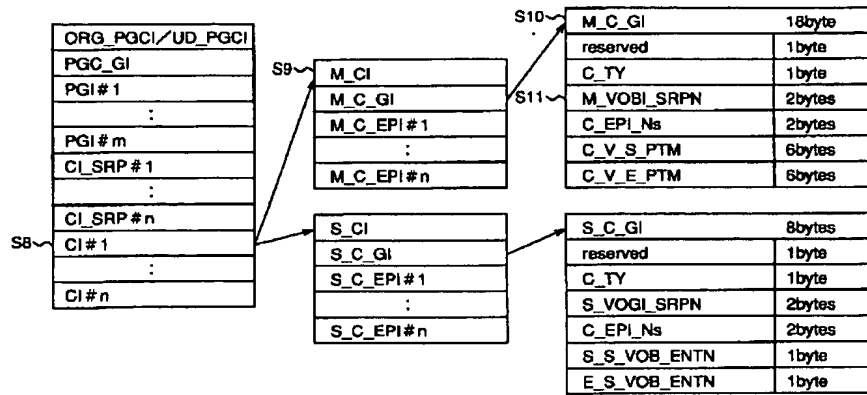 ORG_PGCI/UD_PGCI
PGC_GI
PGI#1
:
PGI#m
CI_SRP#1
:
CI_SRP#n
S8
CI#1
:
CI#n
S9
M_CI
M_C_GI
M_C_EPI#1
:
M_C_EPI#n
S_CI
S_C_GI
S_C_EPI#1
:
S_C_EPI#n
S10
M_C_GI 18byte
reserved 1byte
C_TY 1byte
S11
M_VOBI_SRPN 2bytes
C_EPI_Ns 2bytes
C_V_S_PTM 6bytes
C_V_E_PTM 6bytes
S_C_GI 8bytes
reserved 1byte
C_TY 1byte
S_VOGI_SRPN 2bytes
C_EPI_Ns 2bytes
S_S_VOB_ENTN 1byte
E_S_VOB_ENTN 1byte